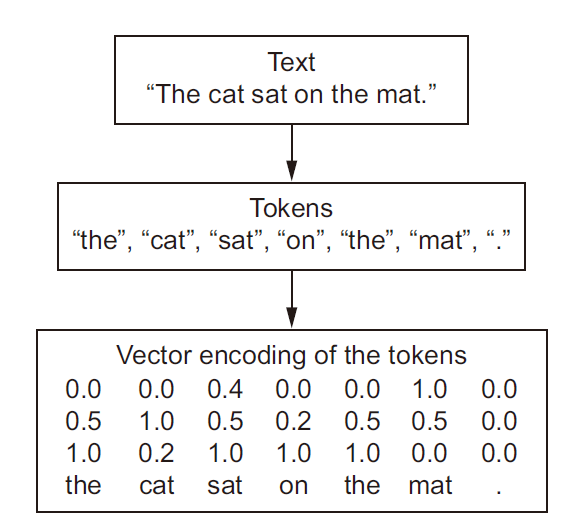 Text
“The cat sat on the mat.”
Tokens
“the”, “cat”, “sat”, “on”, “the”, “mat”, “.”
Vector encoding of the tokens
0.0 0.0 0.4 0.0 0.0 1.0 0.0
0.5 1.0 0.5 0.2 0.5 0.5 0.0
1.0 0.2 1.0 1.0 1.0 0.0 0.0
the cat sat on the mat .